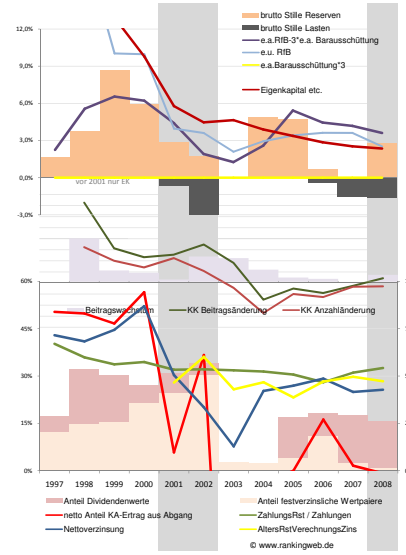 brutto Stille Reserven
brutto Stille Lasten
e.a.RfB-3*e.a. Barausschüttung
e.u. RfB
e.a.Barausschüttung*3
Eigenkapital etc.
12,0%
9,0%
6,0%
3,0%
0,0%
-3,0%
vor 2001 nur EK
Beitragswachstum
KK Beitragsänderung
KK Anzahländerung
60%
30%
15%
0%
1997 1998 1999 2000 2001 2002 2003 2004 2005 2006 2007 2008
Anteil Dividendenwerte
Anteil festverzinsliche Wertpaiere
netto Anteil KA-Ertrag aus Abgang
ZahlungsRst / Zahlungen
Nettoverzinsung
AltersRstVerrechnungsZins
© www.rankingweb.de